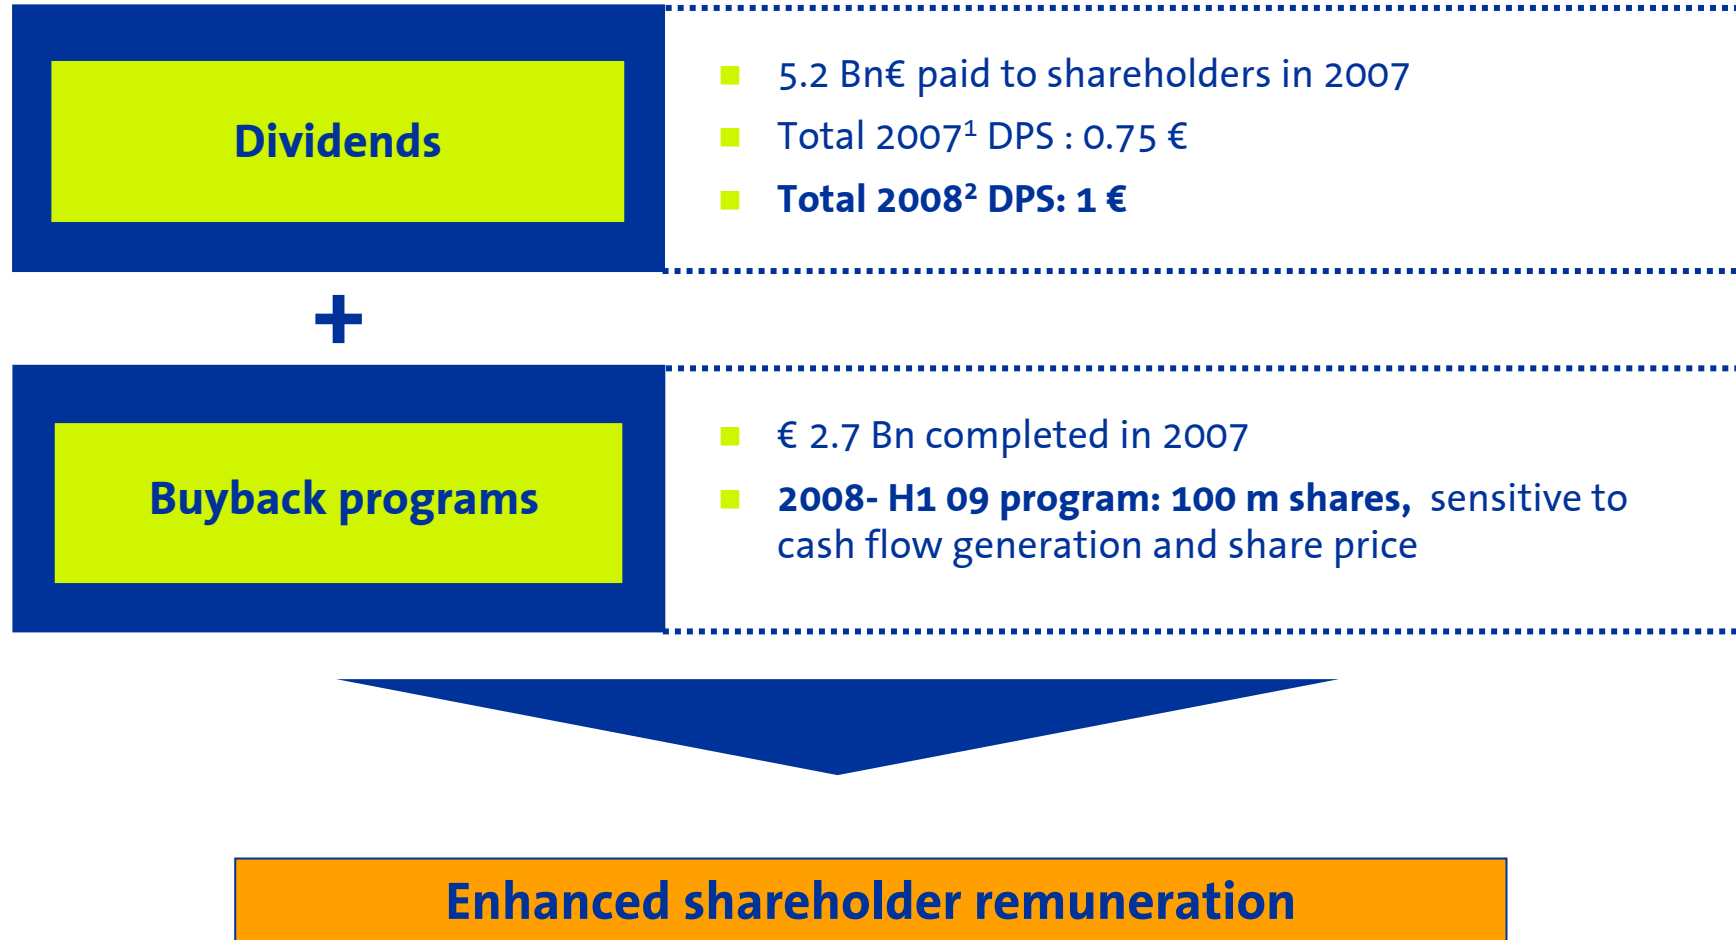 Dividends
5.2 Bn€ paid to shareholders in 2007
Total 2007¹ DPS : 0.75 €
Total 2008² DPS: 1 €
+
Buyback programs
€ 2.7 Bn completed in 2007
2008- H1 09 program: 100 m shares, sensitive to
cash flow generation and share price
Enhanced shareholder remuneration